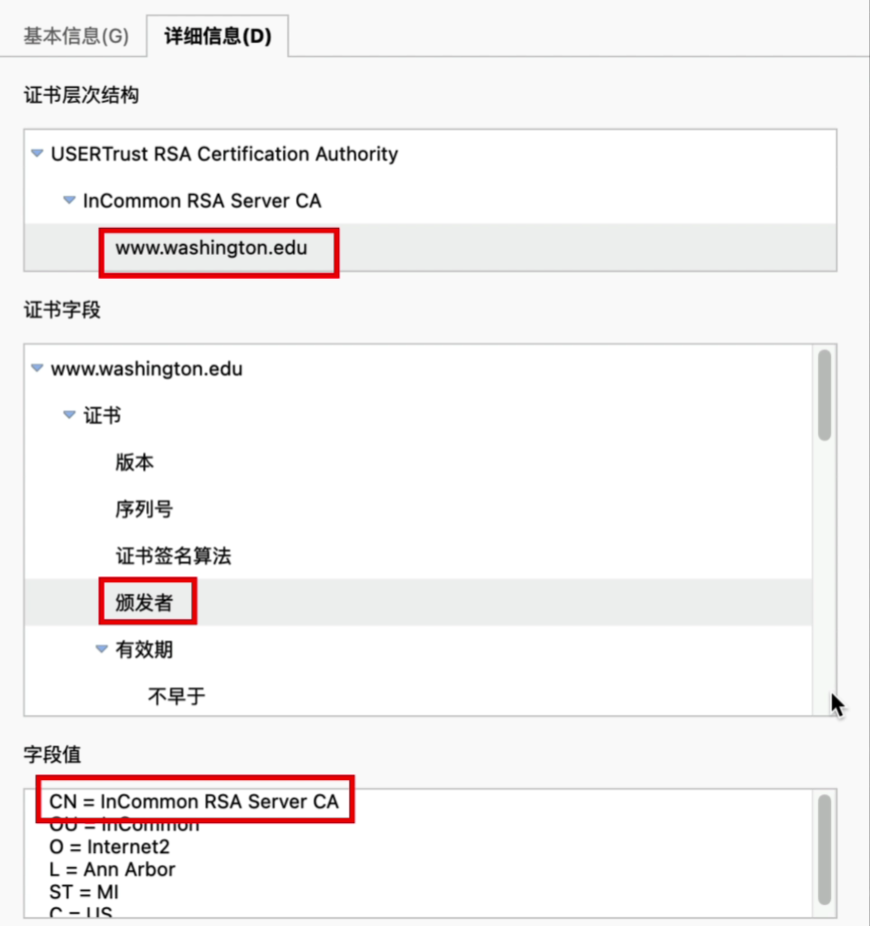 基本信息(G)
详细信息(D)
证书层次结构
USERTrust RSA Certification Authority
InCommon RSA Server CA
www.washington.edu
证书字段
www.washington.edu
证书
版本
序列号
证书签名算法
颁发者
有效期
不早于
字段值
CN = InCommon RSA Server CA
OU = InCommon
O = Internet2
L = Ann Arbor
ST = MI
C = US